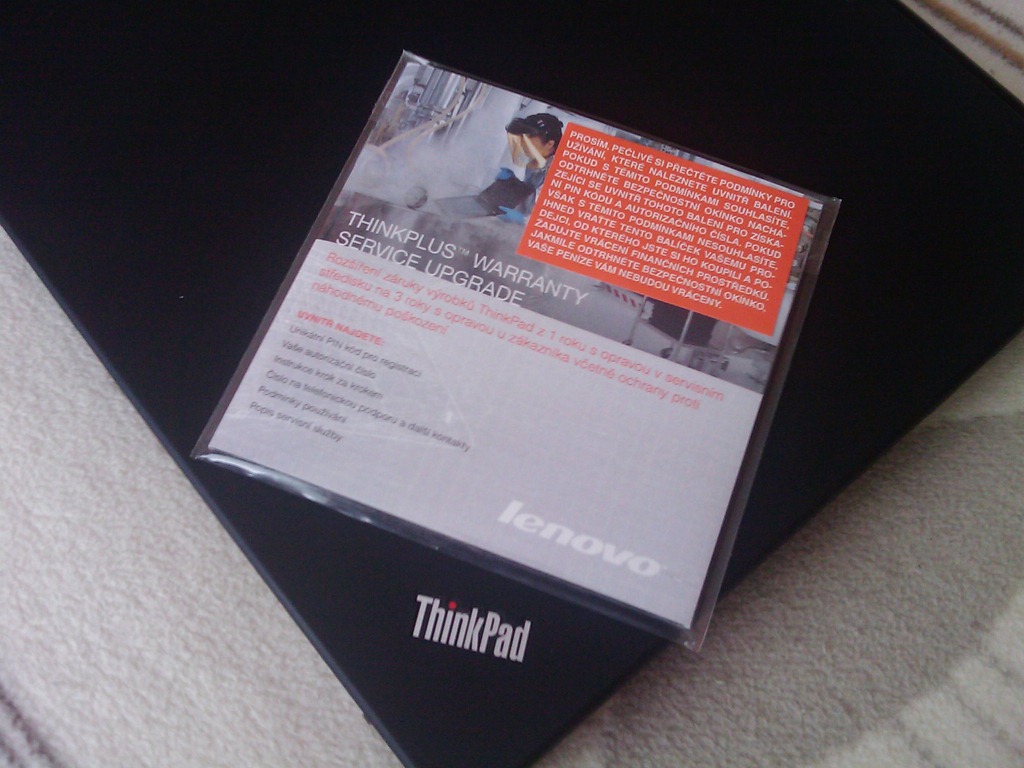 PROSÍM, PEČLIVĚ SI PŘEČTĚTE PODMÍNKY PRO
UŽÍVÁNÍ, KTERÉ NALEZNETE UVNITŘ BALENÍ.
POKUD S TĚMITO PODMÍNKAMI SOUHLASÍTE,
ODTRHNĚTE BEZPEČNOSTNÍ OKÍNKO NACHÁ-
ZEJÍCÍ SE UVNITŘ TOHOTO BALENÍ PRO ZÍSKÁ-
NÍ PIN KÓDU A AUTORIZAČNÍHO ČÍSLA. POKUD
VŠAK S TĚMITO PODMÍNKAMI NESOUHLASÍTE,
IHNED VRAŤTE TENTO BALÍČEK VAŠEMU PRO-
DEJCI, OD KTERÉHO JSTE SI HO KOUPILI A PO-
ŽADUJTE VRÁCENÍ FINANČNÍCH PROSTŘEDKŮ.
JAKMILE ODTRHNETE BEZPEČNOSTNÍ OKÍNKO,
VAŠE PENÍZE VÁM NEBUDOU VRÁCENY.
THINKPLUS™ WARRANTY
SERVICE UPGRADE
Rozšíření záruky výrobků ThinkPad z 1 roku s opravou v servisním
středisku na 3 roky s opravou u zákazníka včetně ochrany proti
náhodnému poškození
UVNITŘ NAJDETE:
Unikátní PIN kód pro registraci
Vaše autorizační číslo
Instrukce krok za krokem
Číslo na telefonickou podporu a další kontakty
Podmínky používání
Popis servisní služby
lenovo
ThinkPad